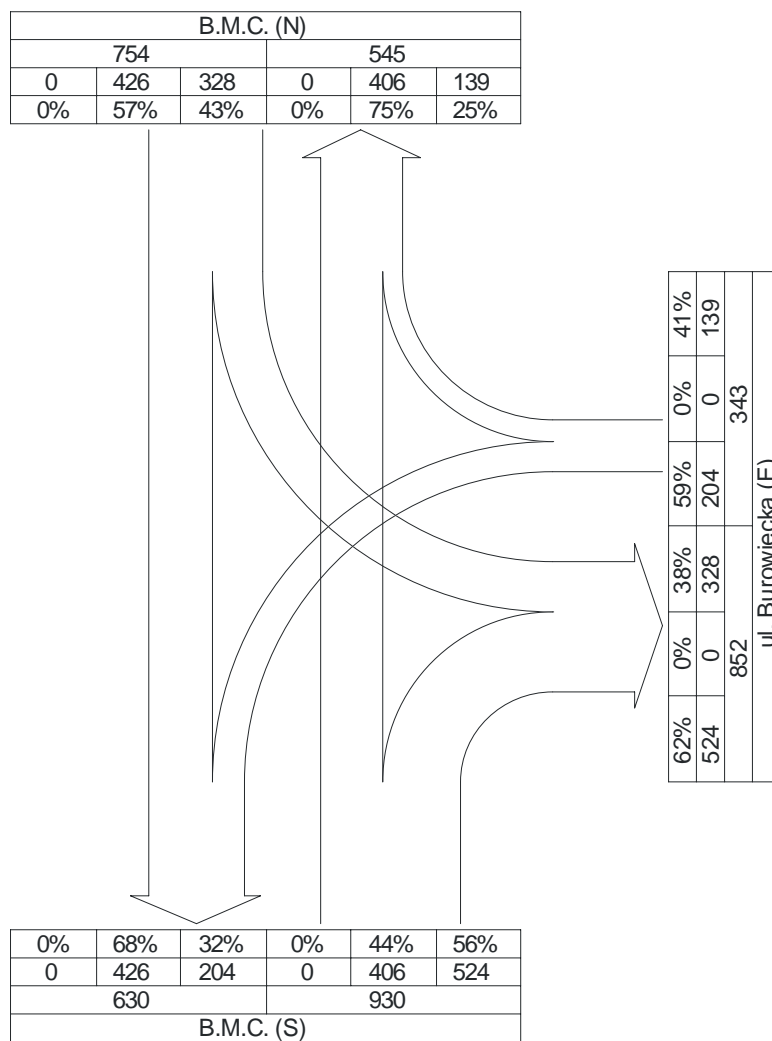 B.M.C. (N)
754 545
0 426 328 0 406 139
0% 57% 43% 0% 75% 25%
41% 0% 59% 38% 0% 62%
139 0 204 328 0 524
343 852
ul. Burowiecka (E)
0% 68% 32% 0% 44% 56%
0 426 204 0 406 524
630 930
B.M.C. (S)